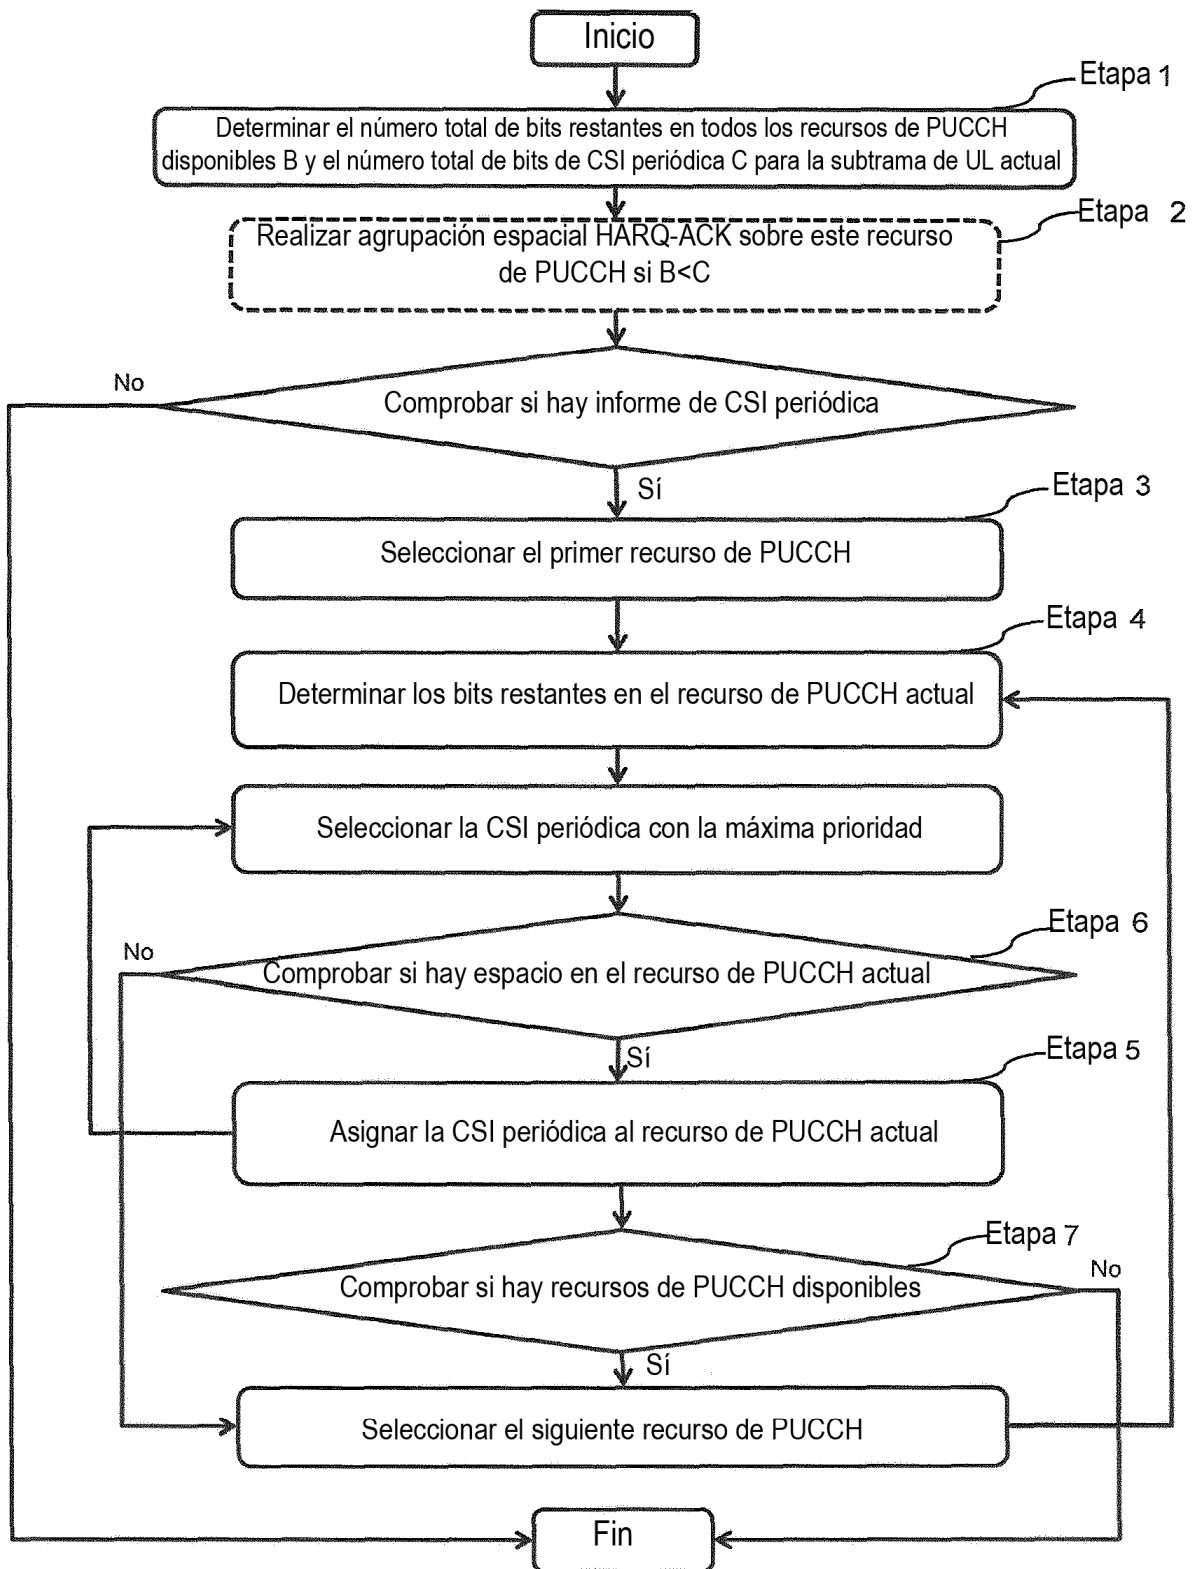 Inicio
Etapa 1
Determinar el número total de bits restantes en todos los recursos de PUCCH
disponibles B y el número total de bits de CSI periódica C para la subtrama de UL actual
Etapa 2
Realizar agrupación espacial HARQ-ACK sobre este recurso
de PUCCH si B<C
No
Comprobar si hay informe de CSI periódica
Sí
Etapa 3
Seleccionar el primer recurso de PUCCH
Etapa 4
Determinar los bits restantes en el recurso de PUCCH actual
Seleccionar la CSI periódica con la máxima prioridad
Etapa 6
No
Comprobar si hay espacio en el recurso de PUCCH actual
Sí
Etapa 5
Asignar la CSI periódica al recurso de PUCCH actual
Etapa 7
No
Comprobar si hay recursos de PUCCH disponibles
Sí
Seleccionar el siguiente recurso de PUCCH
Fin